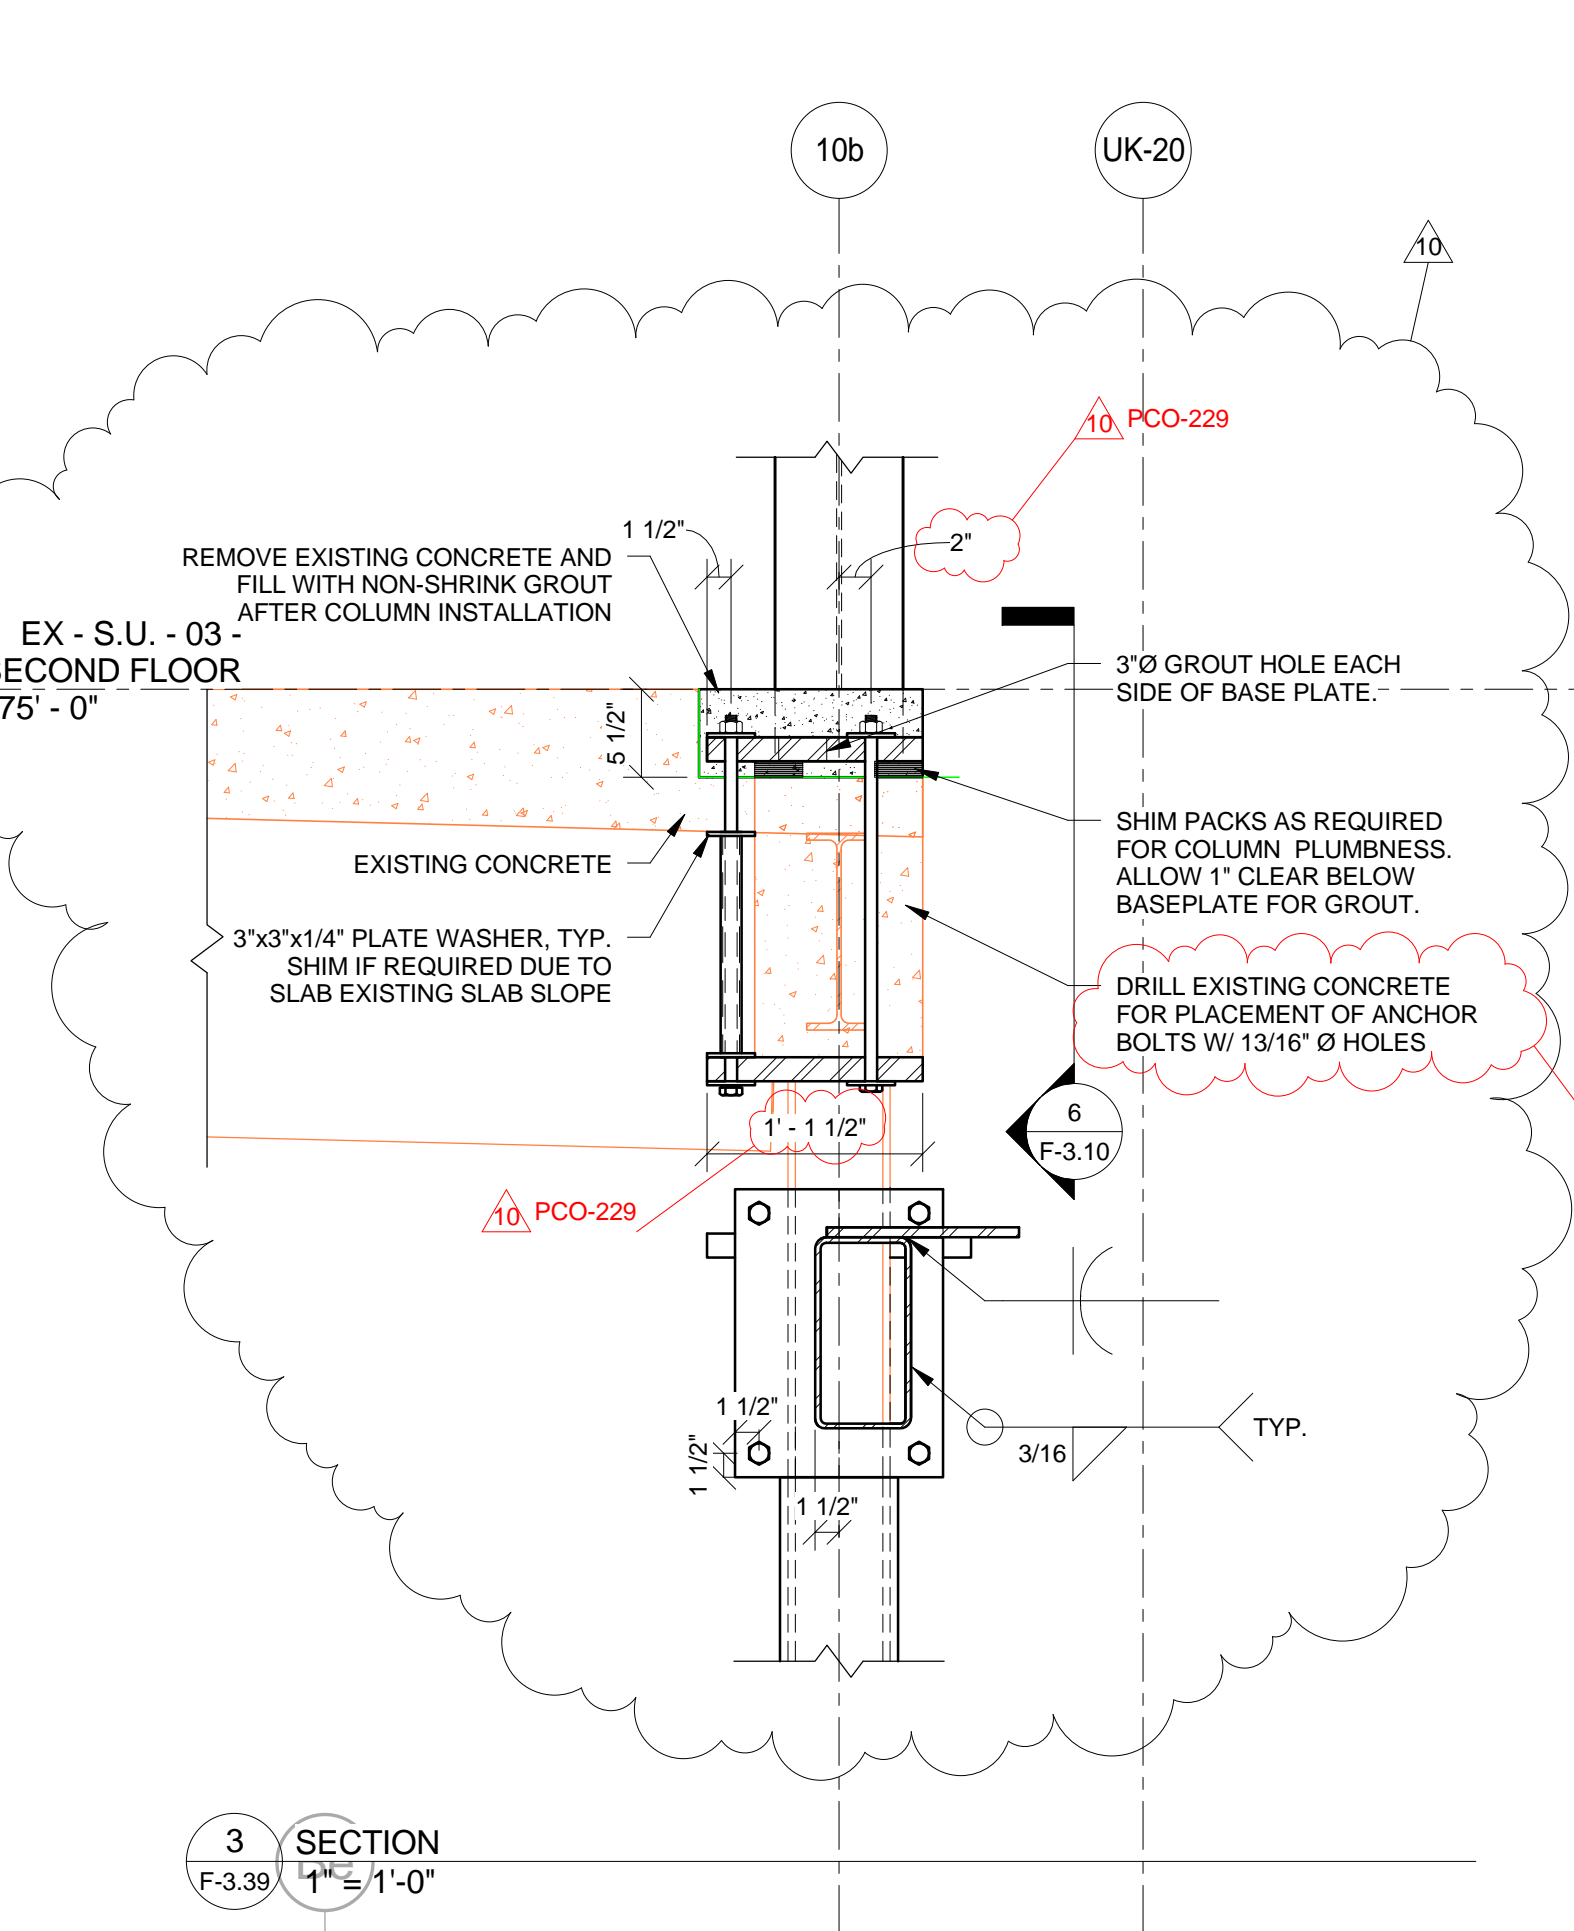 10b
UK-20
10
10 PCO-229
1 1/2"
2"
REMOVE EXISTING CONCRETE AND
FILL WITH NON-SHRINK GROUT
AFTER COLUMN INSTALLATION
EX - S.U. - 03 -
SECOND FLOOR
75' - 0"
3"Ø GROUT HOLE EACH
SIDE OF BASE PLATE.
5 1/2"
SHIM PACKS AS REQUIRED
FOR COLUMN PLUMBNESS.
ALLOW 1" CLEAR BELOW
BASEPLATE FOR GROUT.
EXISTING CONCRETE
3"x3"x1/4" PLATE WASHER, TYP.
SHIM IF REQUIRED DUE TO
SLAB EXISTING SLAB SLOPE
DRILL EXISTING CONCRETE
FOR PLACEMENT OF ANCHOR
BOLTS W/ 13/16" Ø HOLES
1' - 1 1/2"
6
F-3.10
10 PCO-229
1 1/2"
1 1/2"
1 1/2"
3/16
TYP.
3
F-3.39
SECTION
1" = 1'-0"